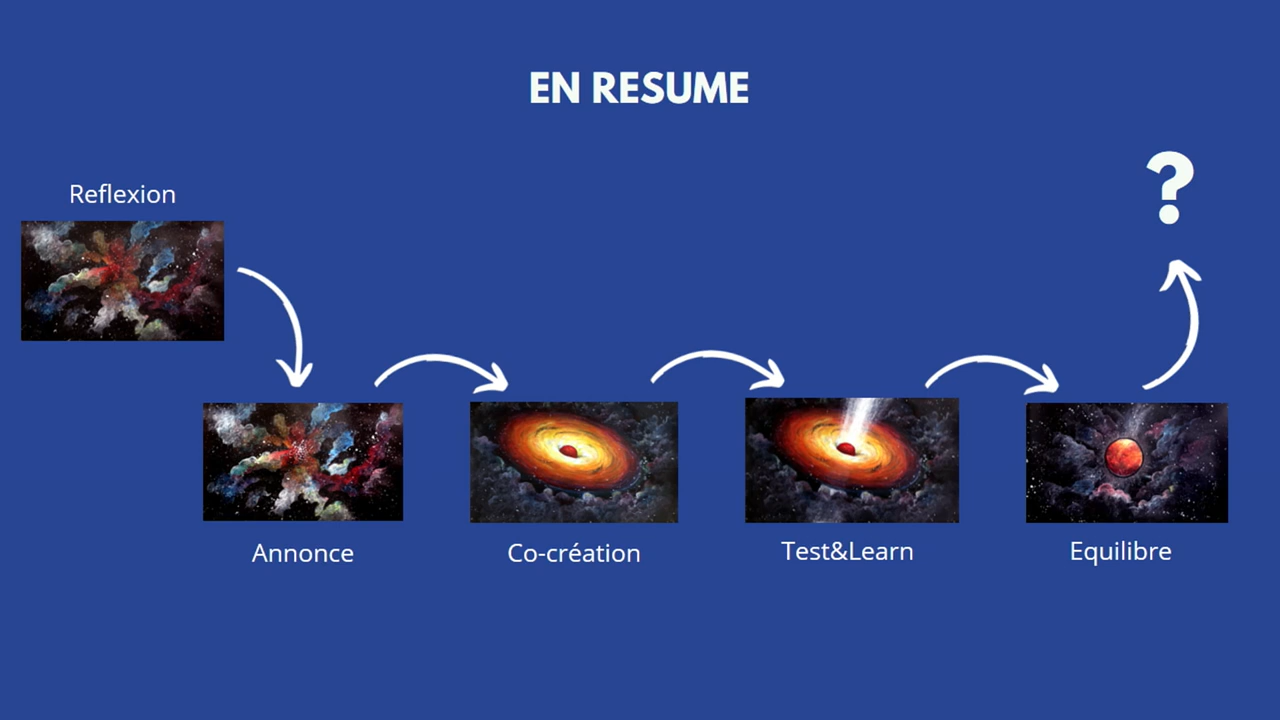 EN RESUME
Reflexion
?
Annonce
Co-création
Test&Learn
Equilibre